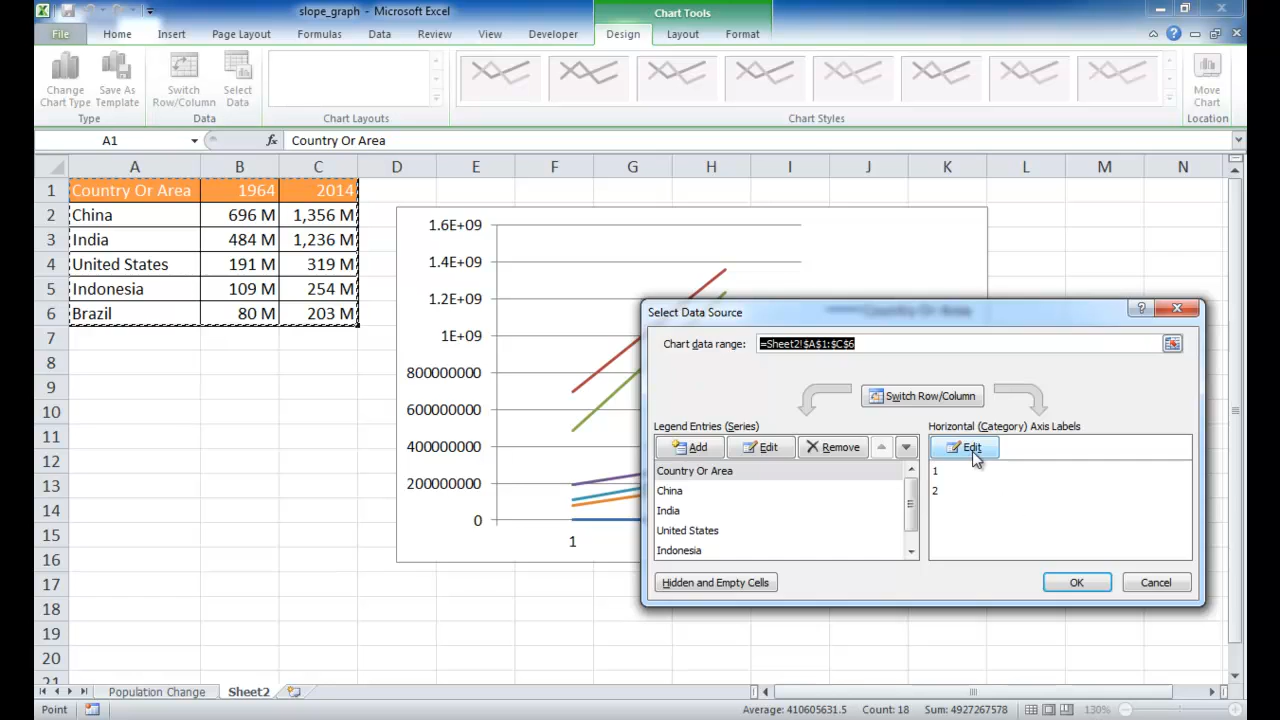 slope_graph - Microsoft Excel
Chart Tools
File Home Insert Page Layout Formulas Data Review View Developer Design Layout Format
Change Chart Type
Save As Template
Switch Row/Column
Select Data
Move Chart
Type Data Chart Layouts Chart Styles Location
A1 fx Country Or Area
A B C D E F G H I J K L M N
1 Country Or Area 1964 2014
2 China 696 M 1,356 M
3 India 484 M 1,236 M
4 United States 191 M 319 M
5 Indonesia 109 M 254 M
6 Brazil 80 M 203 M
7
8
9
10
11
12
13
14
15
16
17
18
19
20
21
1.6E+09
1.4E+09
1.2E+09
1E+09
800000000
600000000
400000000
200000000
0
1
Country Or Area
Select Data Source
Chart data range: =Sheet2!$A$1:$C$6
Switch Row/Column
Legend Entries (Series)
Add Edit Remove
Country Or Area
China
India
United States
Indonesia
Horizontal (Category) Axis Labels
Edit
1
2
Hidden and Empty Cells OK Cancel
Population Change Sheet2
Point Average: 410605631.5 Count: 18 Sum: 4927267578 130%